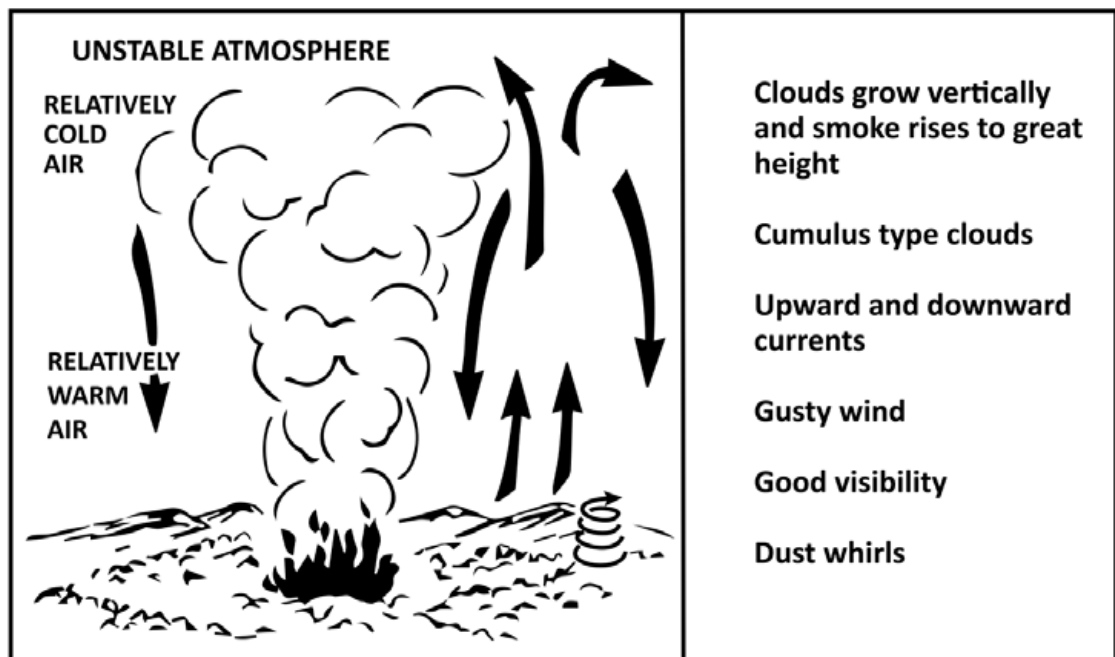 UNSTABLE ATMOSPHERE
RELATIVELY
COLD
AIR
RELATIVELY
WARM
AIR
Clouds grow vertically
and smoke rises to great
height
Cumulus type clouds
Upward and downward
currents
Gusty wind
Good visibility
Dust whirls